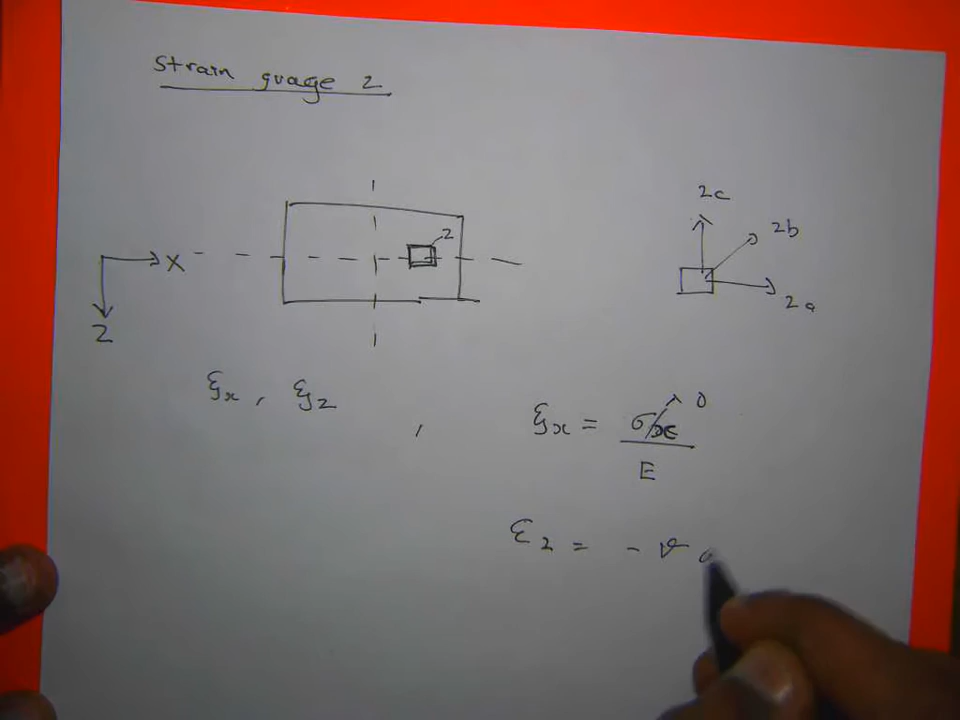 Strain guage 2
2c
2b
2
X
2a
Z
εx , εz , εx = σx → 0
E
εz = - ν σ